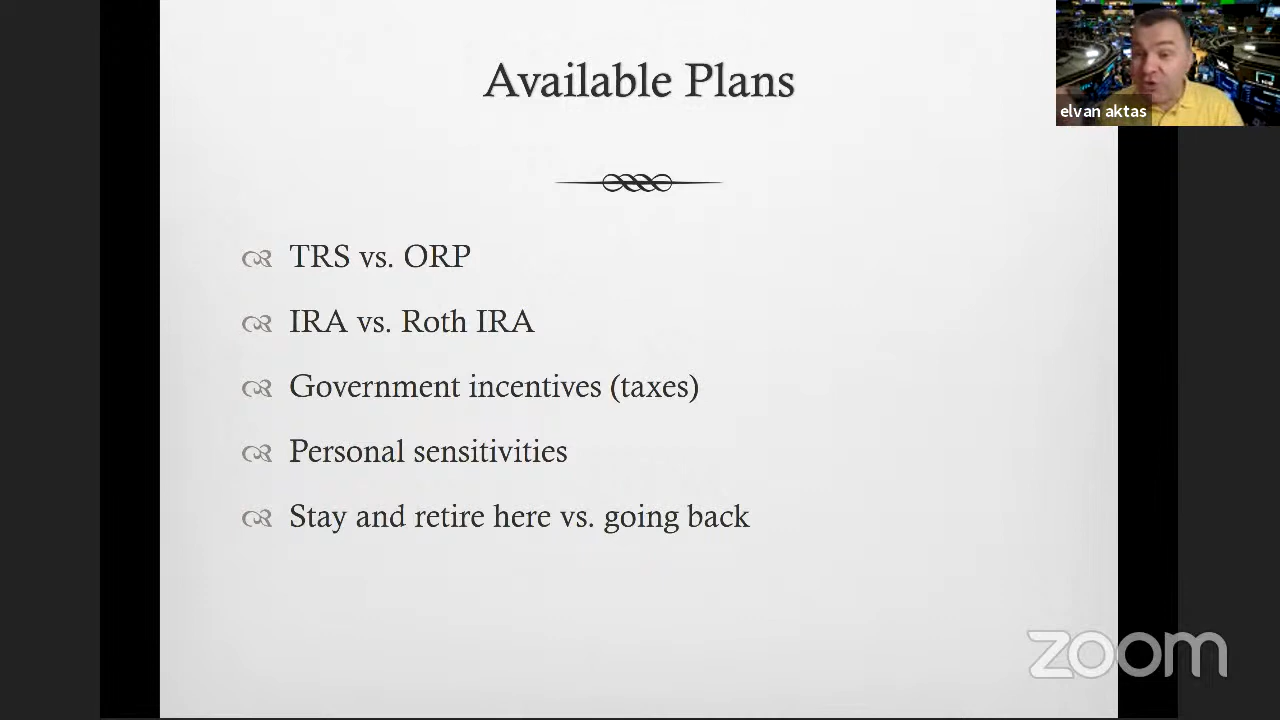 Available Plans
elvan aktas
TRS vs. ORP
IRA vs. Roth IRA
Government incentives (taxes)
Personal sensitivities
Stay and retire here vs. going back
zoom